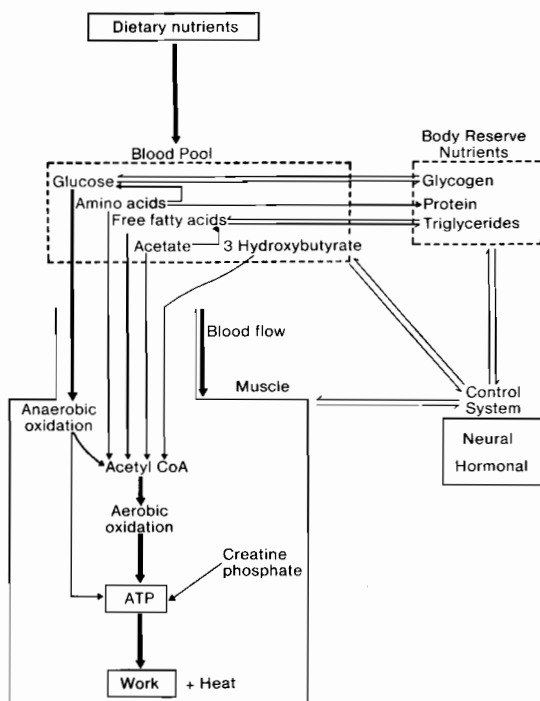 Dietary nutrients
Body Reserve
Nutrients
Blood Pool
Glucose
Glycogen
Amino acids
Protein
Free fatty acids
Triglycerides
Acetate
3 Hydroxybutyrate
Blood flow
Muscle
Control
System
Neural
Hormonal
Anaerobic
oxidation
Acetyl CoA
Aerobic
oxidation
Creatine
phosphate
ATP
Work + Heat